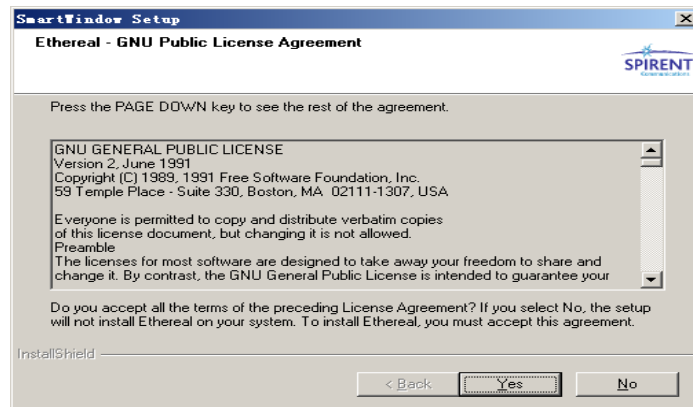 SmartWindow Setup
Ethereal - GNU Public License Agreement
SPIRENT
Communications
Press the PAGE DOWN key to see the rest of the agreement.
GNU GENERAL PUBLIC LICENSE
Version 2, June 1991
Copyright (C) 1989, 1991 Free Software Foundation, Inc.
59 Temple Place - Suite 330, Boston, MA  02111-1307, USA
Everyone is permitted to copy and distribute verbatim copies
of this license document, but changing it is not allowed.
Preamble
The licenses for most software are designed to take away your freedom to share and
change it. By contrast, the GNU General Public License is intended to guarantee your
Do you accept all the terms of the preceding License Agreement? If you select No, the setup
will not install Ethereal on your system. To install Ethereal, you must accept this agreement.
InstallShield
< Back
Yes
No